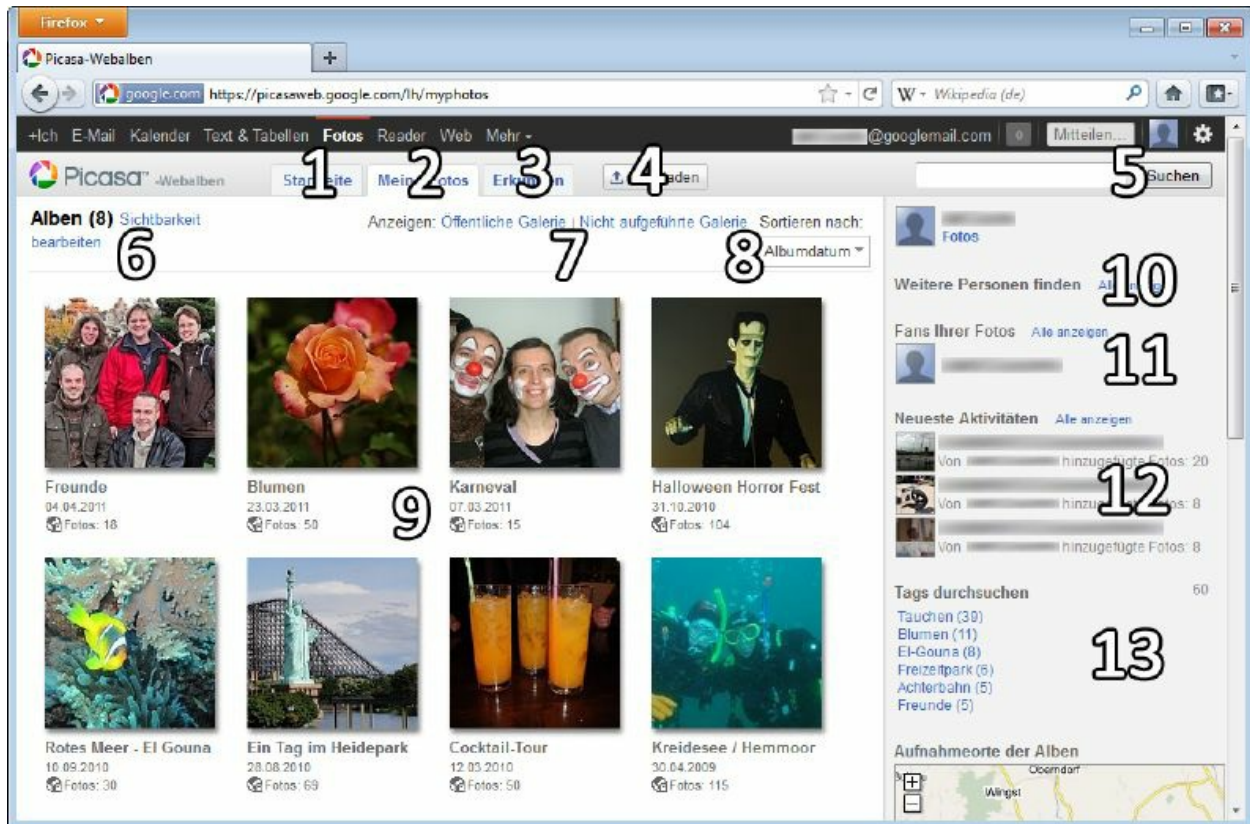 Firefox
Picasa-Webalben
google.com https://picasaweb.google.com/lh/myphotos
W Wikipedia (de)
+Ich E-Mail Kalender Text & Tabellen Fotos Reader Web Mehr
@googlemail.com 0 Mitteilen...
Picasa™ -Webalben
1 2 3 4 5
Suchen
Alben (8) Sichtbarkeit
bearbeiten
6
Anzeigen: Öffentliche Galerie | Nicht aufgeführte Galerie Sortieren nach:
7 8
Albumdatum
Freunde
04.04.2011
Fotos: 18
Blumen
23.03.2011
Fotos: 50
9
Karneval
07.03.2011
Fotos: 15
Halloween Horror Fest
31.10.2010
Fotos: 104
Rotes Meer - El Gouna
10.09.2010
Fotos: 30
Ein Tag im Heidepark
28.08.2010
Fotos: 69
Cocktail-Tour
12.03.2010
Fotos: 50
Kreidesee / Hemmoor
30.04.2009
Fotos: 115
Fotos
Weitere Personen finden
10
Fans Ihrer Fotos Alle anzeigen
11
Neueste Aktivitäten Alle anzeigen
Von hinzugefügte Fotos: 20
12
Von hinzugefügte Fotos: 8
Von hinzugefügte Fotos: 8
Tags durchsuchen 60
Tauchen (39)
Blumen (11)
El-Gouna (8)
Freizeitpark (6)
Achterbahn (5)
Freunde (5)
13
Aufnahmeorte der Alben
Oberndorf
Wingst